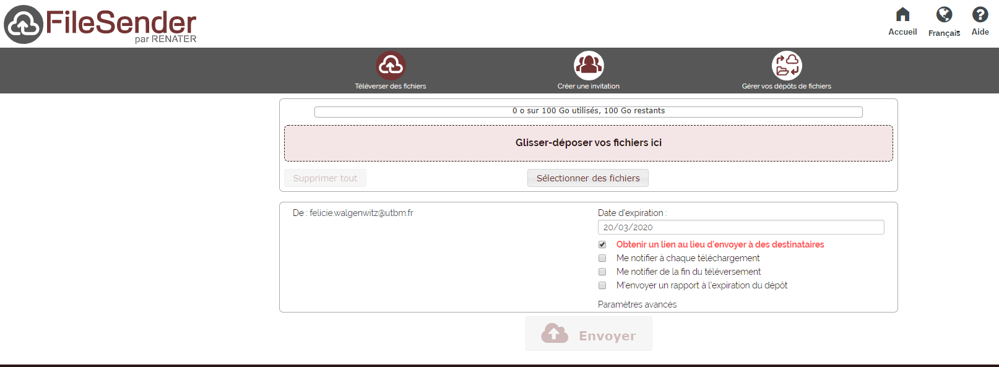 FileSender
par RENATER
Accueil
Français
Aide
Téléverser des fichiers
Créer une invitation
Gérer vos dépôts de fichiers
0 o sur 100 Go utilisés, 100 Go restants
Glisser-déposer vos fichiers ici
Supprimer tout
Sélectionner des fichiers
De : felicie.walgenwitz@utbm.fr
Date d'expiration :
20/03/2020
Obtenir un lien au lieu d'envoyer à des destinataires
Me notifier à chaque téléchargement
Me notifier de la fin du téléversement
M'envoyer un rapport à l'expiration du dépôt
Paramètres avancés
Envoyer